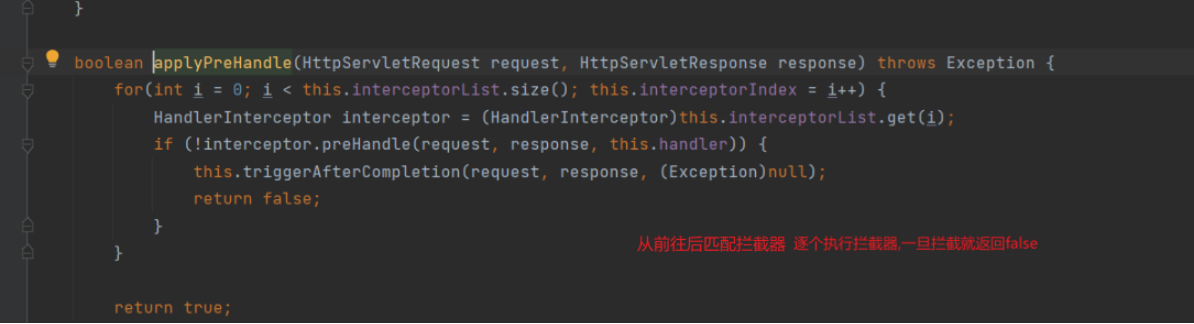 }
boolean applyPreHandle(HttpServletRequest request, HttpServletResponse response) throws Exception {
for(int i = 0; i < this.interceptorList.size(); this.interceptorIndex = i++) {
HandlerInterceptor interceptor = (HandlerInterceptor)this.interceptorList.get(i);
if (!interceptor.preHandle(request, response, this.handler)) {
this.triggerAfterCompletion(request, response, (Exception)null);
return false;
}
从前往后匹配拦截器 逐个执行拦截器,一旦拦截就返回false
}
return true;